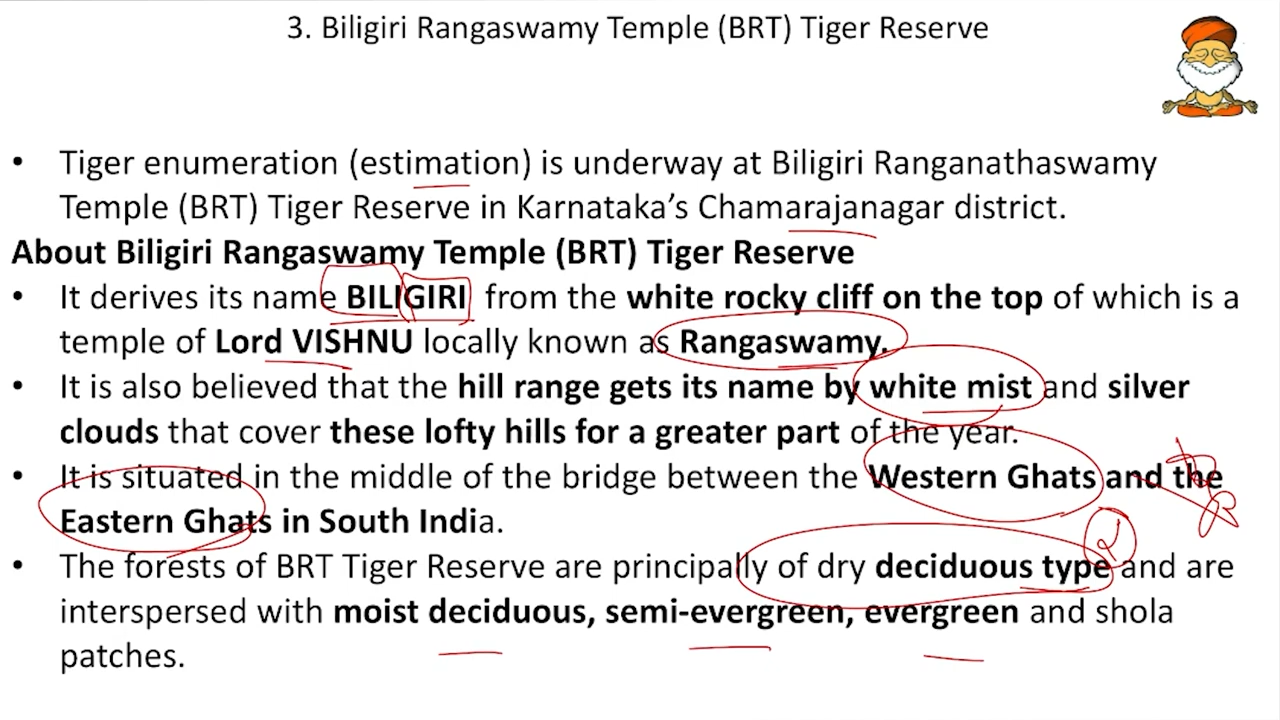 3. Biligiri Rangaswamy Temple (BRT) Tiger Reserve
• Tiger enumeration (estimation) is underway at Biligiri Ranganathaswamy
Temple (BRT) Tiger Reserve in Karnataka's Chamarajanagar district.
About Biligiri Rangaswamy Temple (BRT) Tiger Reserve
• It derives its name BILIGIRI from the white rocky cliff on the top of which is a
temple of Lord VISHNU locally known as Rangaswamy.
• It is also believed that the hill range gets its name by white mist and silver
clouds that cover these lofty hills for a greater part of the year.
• It is situated in the middle of the bridge between the Western Ghats and the
Eastern Ghats in South India.
• The forests of BRT Tiger Reserve are principally of dry deciduous type and are
interspersed with moist deciduous, semi-evergreen, evergreen and shola
patches.